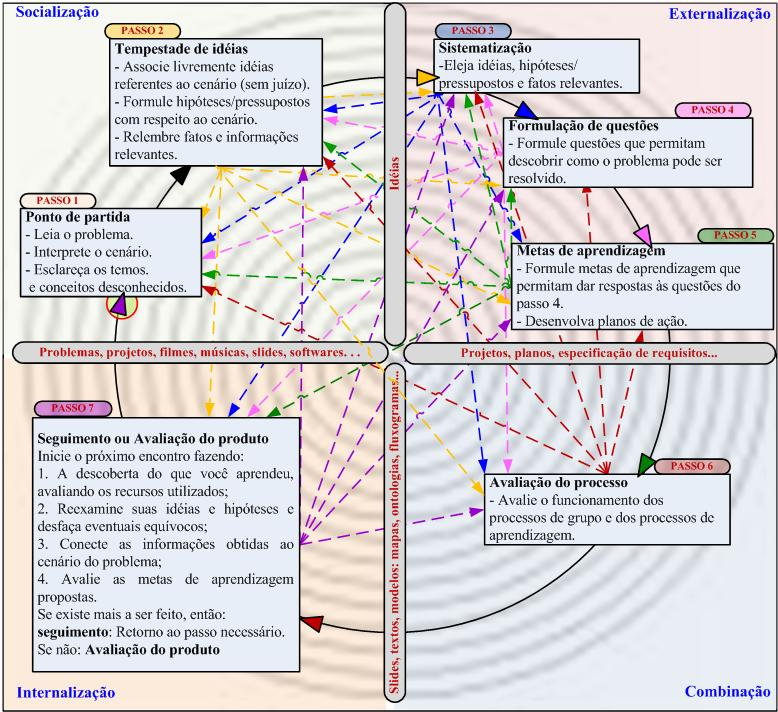 Socialização
Externalização
PASSO 2
Tempestade de idéias
- Associe livremente idéias
referentes ao cenário (sem juízo).
- Formule hipóteses/pressupostos
com respeito ao cenário.
- Relembre fatos e informações
relevantes.
PASSO 3
Sistematização
-Eleja idéias, hipóteses/
pressupostos e fatos relevantes.
PASSO 4
Formulação de questões
- Formule questões que permitam
descobrir como o problema pode ser
resolvido.
Idéias
PASSO 1
Ponto de partida
- Leia o problema.
- Interprete o cenário.
- Esclareça os temos.
e conceitos desconhecidos.
PASSO 5
Metas de aprendizagem
- Formule metas de aprendizagem que
permitam dar respostas às questões do
passo 4.
- Desenvolva planos de ação.
Problemas, projetos, filmes, músicas, slides, softwares. . .
Projetos, planos, especificação de requisitos...
PASSO 7
Seguimento ou Avaliação do produto
Inicie o próximo encontro fazendo:
1. A descoberta do que você aprendeu,
avaliando os recursos utilizados;
2. Reexamine suas idéias e hipóteses e
desfaça eventuais equívocos;
3. Conecte as informações obtidas ao
cenário do problema;
4. Avalie as metas de aprendizagem
propostas.
Se existe mais a ser feito, então:
seguimento: Retorno ao passo necessário.
Se não: Avaliação do produto
Slides, textos, modelos: mapas, ontologias, fluxogramas...
PASSO 6
Avaliação do processo
- Avalie o funcionamento dos
processos de grupo e dos processos de
aprendizagem.
Internalização
Combinação